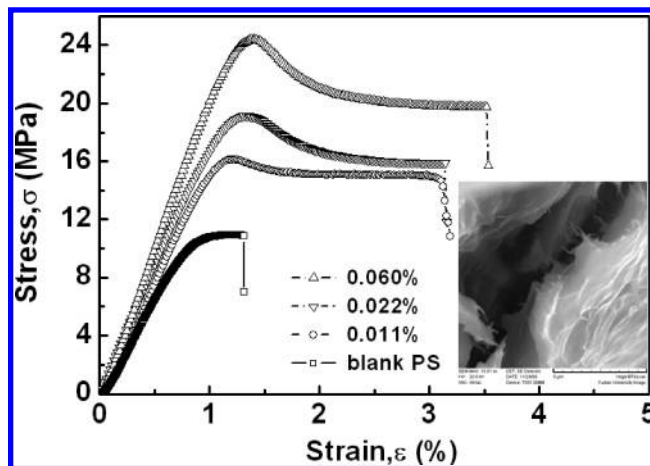 24
20
16
12
8
4
0
Stress,σ (MPa)
0.060%
0.022%
0.011%
blank PS
0 1 2 3 4 5
Strain,ε (%)